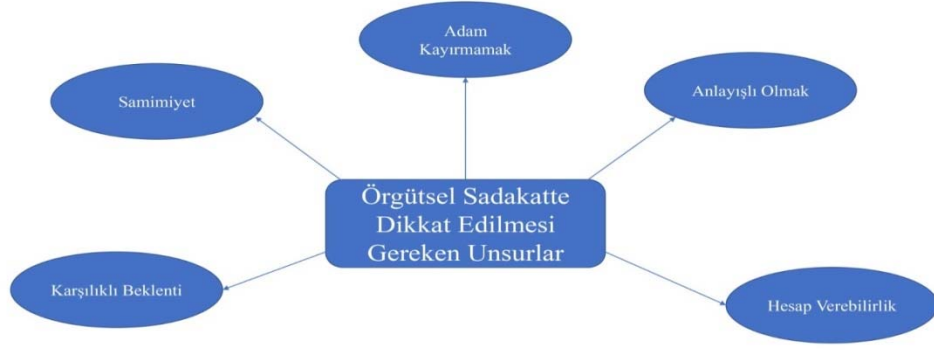 Adam
Kayırmamak
Samimiyet
Anlayışlı Olmak
Örgütsel Sadakatte
Dikkat Edilmesi
Gereken Unsurlar
Karşılıklı Beklenti
Hesap Verebilirlik